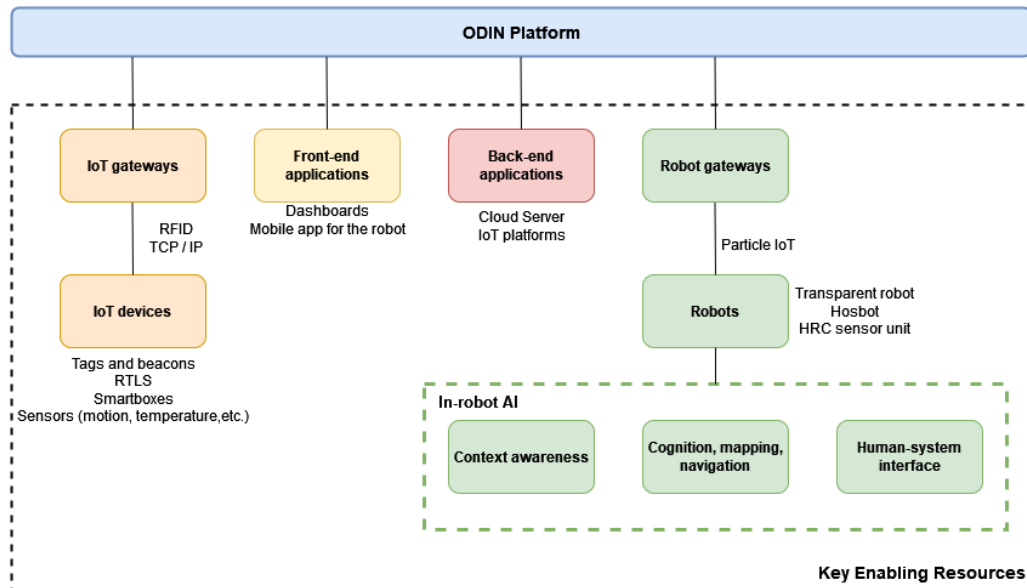 ODIN Platform
IoT gateways
Front-end
applications
Back-end
applications
Robot gateways
RFID
TCP / IP
Dashboards
Mobile app for the robot
Cloud Server
IoT platforms
Particle IoT
IoT devices
Robots
Transparent robot
Hosbot
HRC sensor unit
Tags and beacons
RTLS
Smartboxes
Sensors (motion, temperature,etc.)
In-robot AI
Context awareness
Cognition, mapping,
navigation
Human-system
interface
Key Enabling Resources